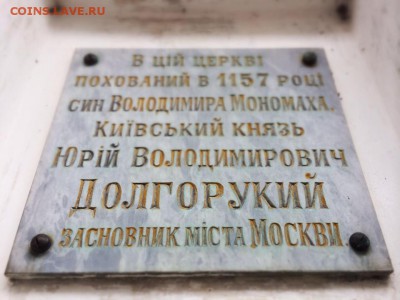 COINS.LAVE.RU
В ЦІЙ ЦЕРКВІ
ПОХОВАНИЙ В 1157 РОЦІ
СИН ВОЛОДИМИРА МОНОМАХА.
КИЇВСЬКИЙ КНЯЗЬ
ЮРІЙ ВОЛОДИМИРОВИЧ
ДОЛГОРУКИЙ
ЗАСНОВНИК МІСТА МОСКВИ.